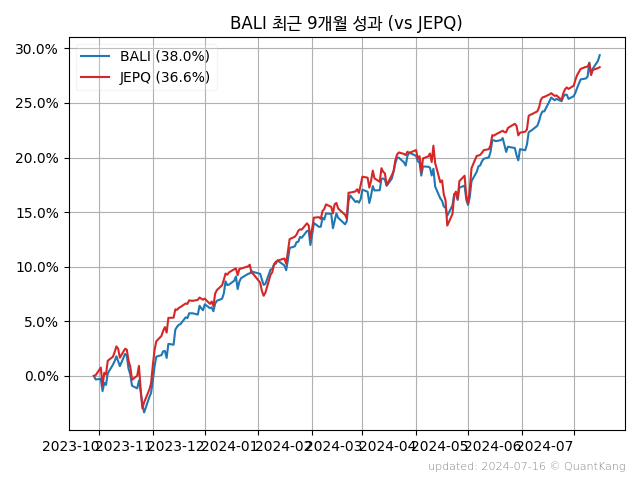 BALI 최근 9개월 성과 (vs JEPQ)
BALI (38.0%)
JEPQ (36.6%)
30.0%
25.0%
20.0%
15.0%
10.0%
5.0%
0.0%
2023-10 2023-11 2023-12 2024-01 2024-02 2024-03 2024-04 2024-05 2024-06 2024-07
updated: 2024-07-16 © QuantKang